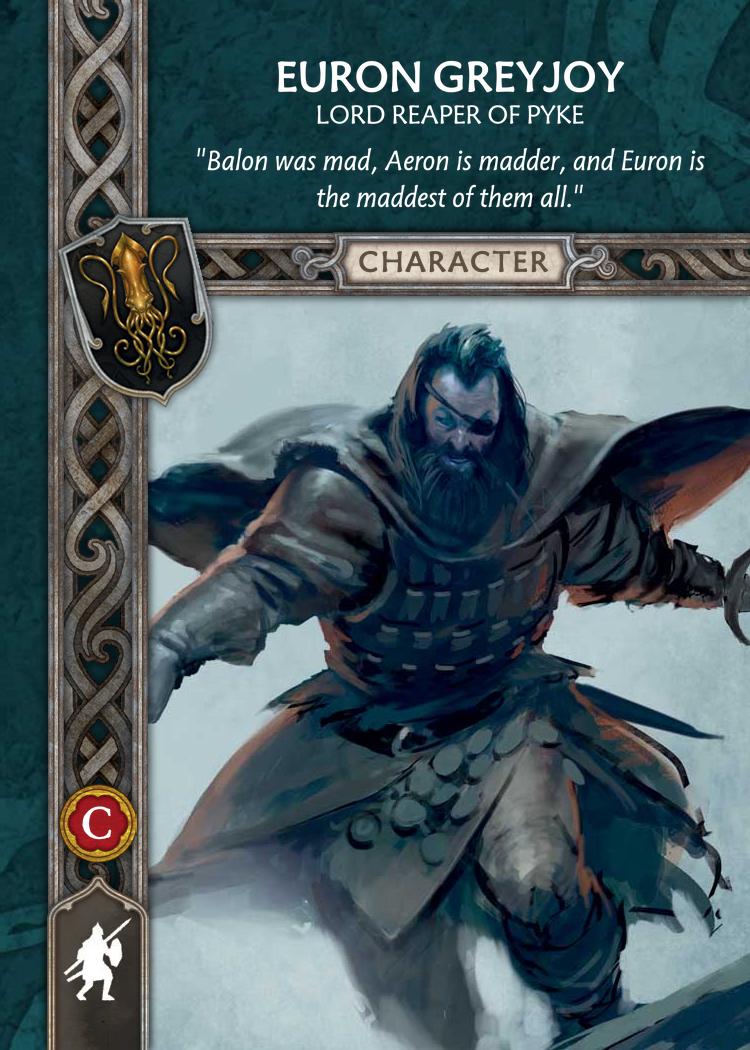 EURON GREYJOY
LORD REAPER OF PYKE
"Balon was mad, Aeron is madder, and Euron is
the maddest of them all."
CHARACTER
C